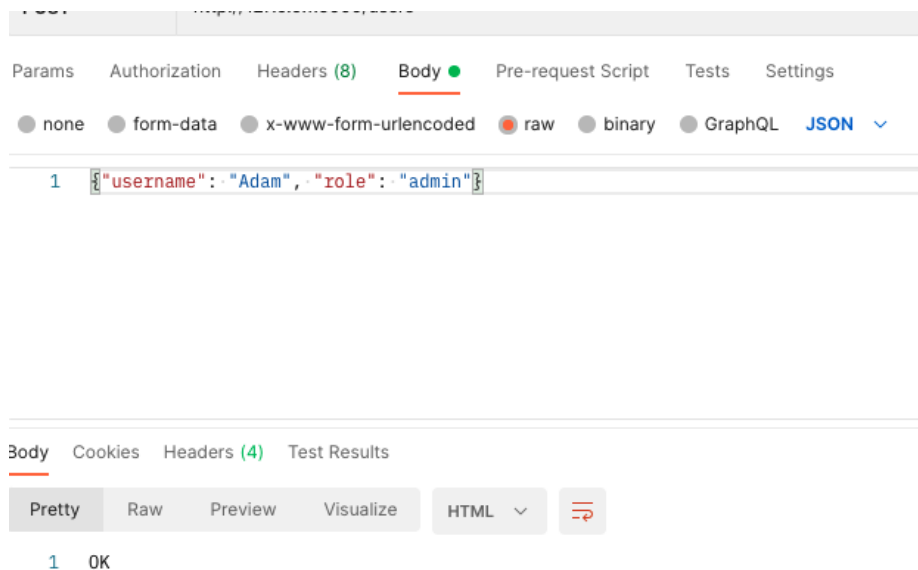 Params Authorization Headers (8) Body Pre-request Script Tests Settings
none form-data x-www-form-urlencoded raw binary GraphQL JSON
1 {"username": "Adam", "role": "admin"}
Body Cookies Headers (4) Test Results
Pretty Raw Preview Visualize HTML
1 OK